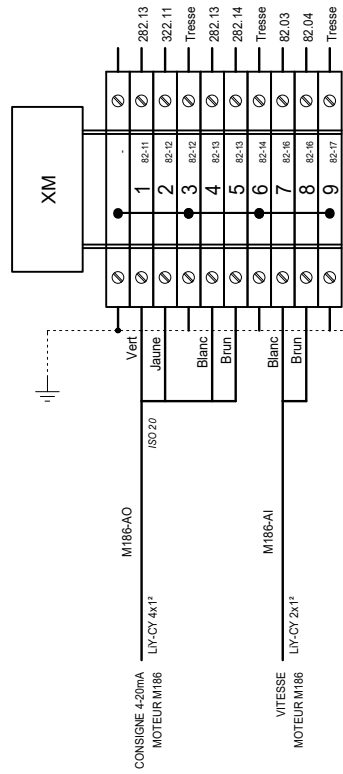 XM
-
1 82-11 282.13
2 82-12 322.11
3 82-12 Tresse
4 82-13 282.13
5 82-13 282.14
6 82-14 Tresse
7 82-16 82.03
8 82-16 82.04
9 82-17 Tresse
Vert
Jaune
Blanc
Brun
Blanc
Brun
ISO 20
M186-AO
LiY-CY 4x1²
CONSIGNE 4-20mA
MOTEUR M186
M186-AI
LiY-CY 2x1²
VITESSE
MOTEUR M186